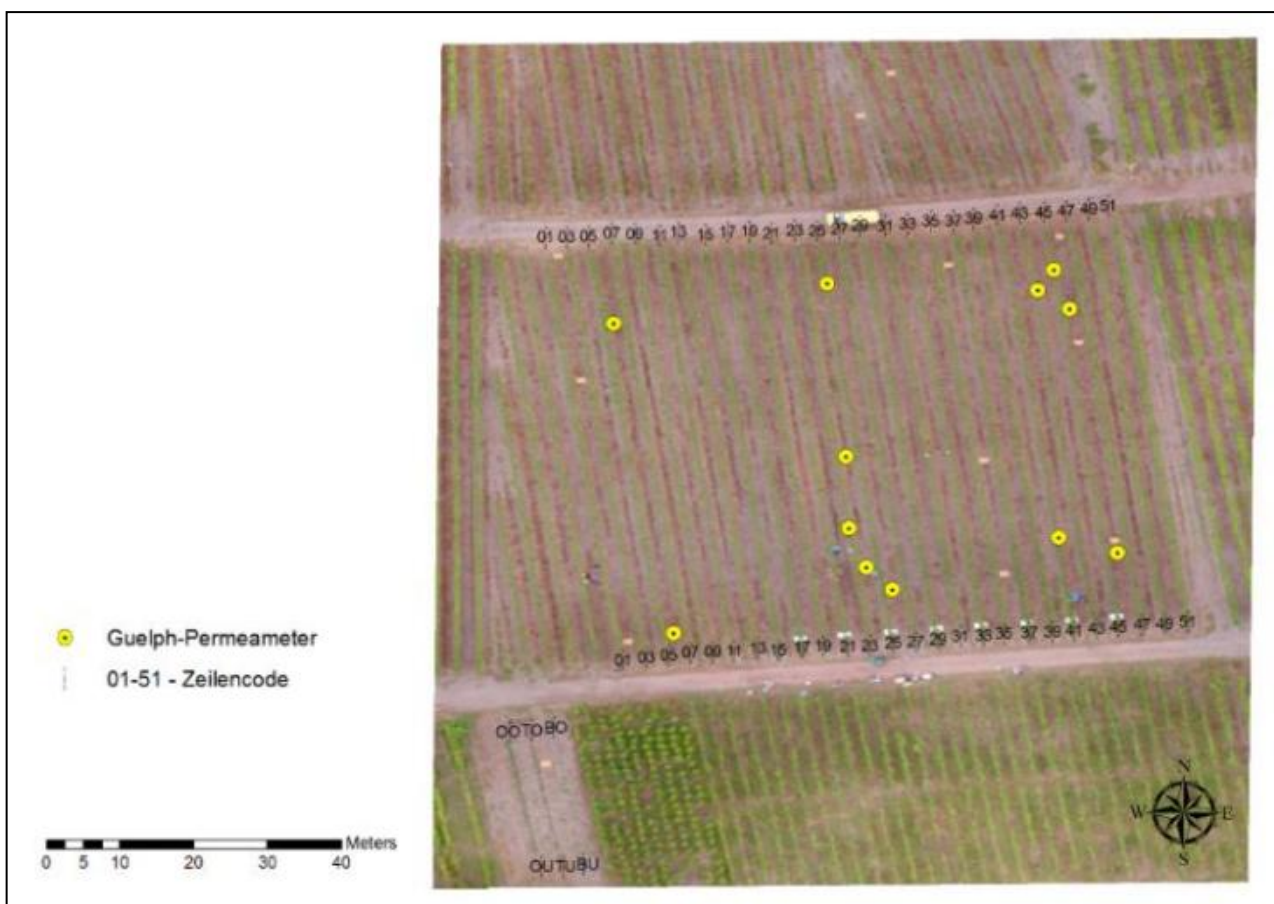 01 03 05 07 09 11 13 15 17 19 21 23 25 27 29 31 33 35 37 39 41 43 45 47 49 51
Guelph-Permeameter
01-51 - Zeilencode
01 03 05 07 09 11 13 15 17 19 21 23 25 27 29 31 33 35 37 39 41 43 45 47 49 51
OOTOBO
OUTUBU
N
W E
S
Meters
0 5 10 20 30 40